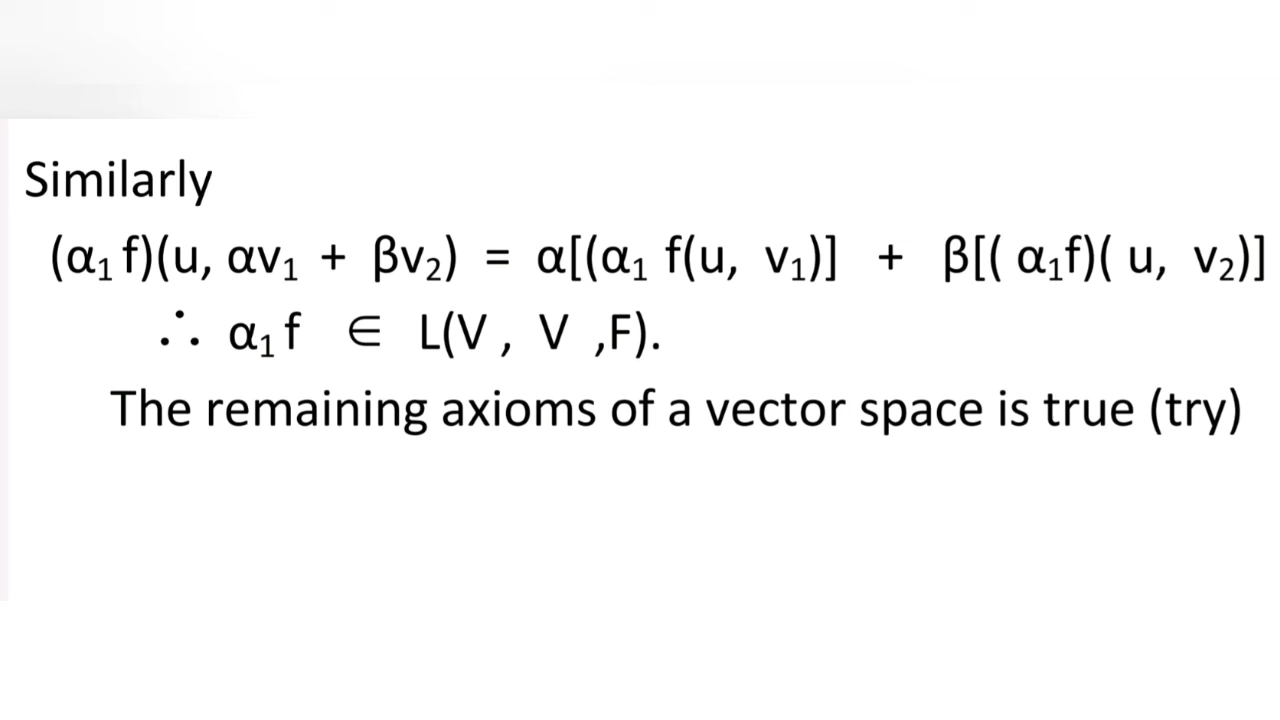 Similarly
(α₁ f)(u, αv₁ + βv₂) = α[(α₁ f(u, v₁)] + β[( α₁f)( u, v₂)]
∴ α₁ f ∈ L(V , V ,F).
The remaining axioms of a vector space is true (try)